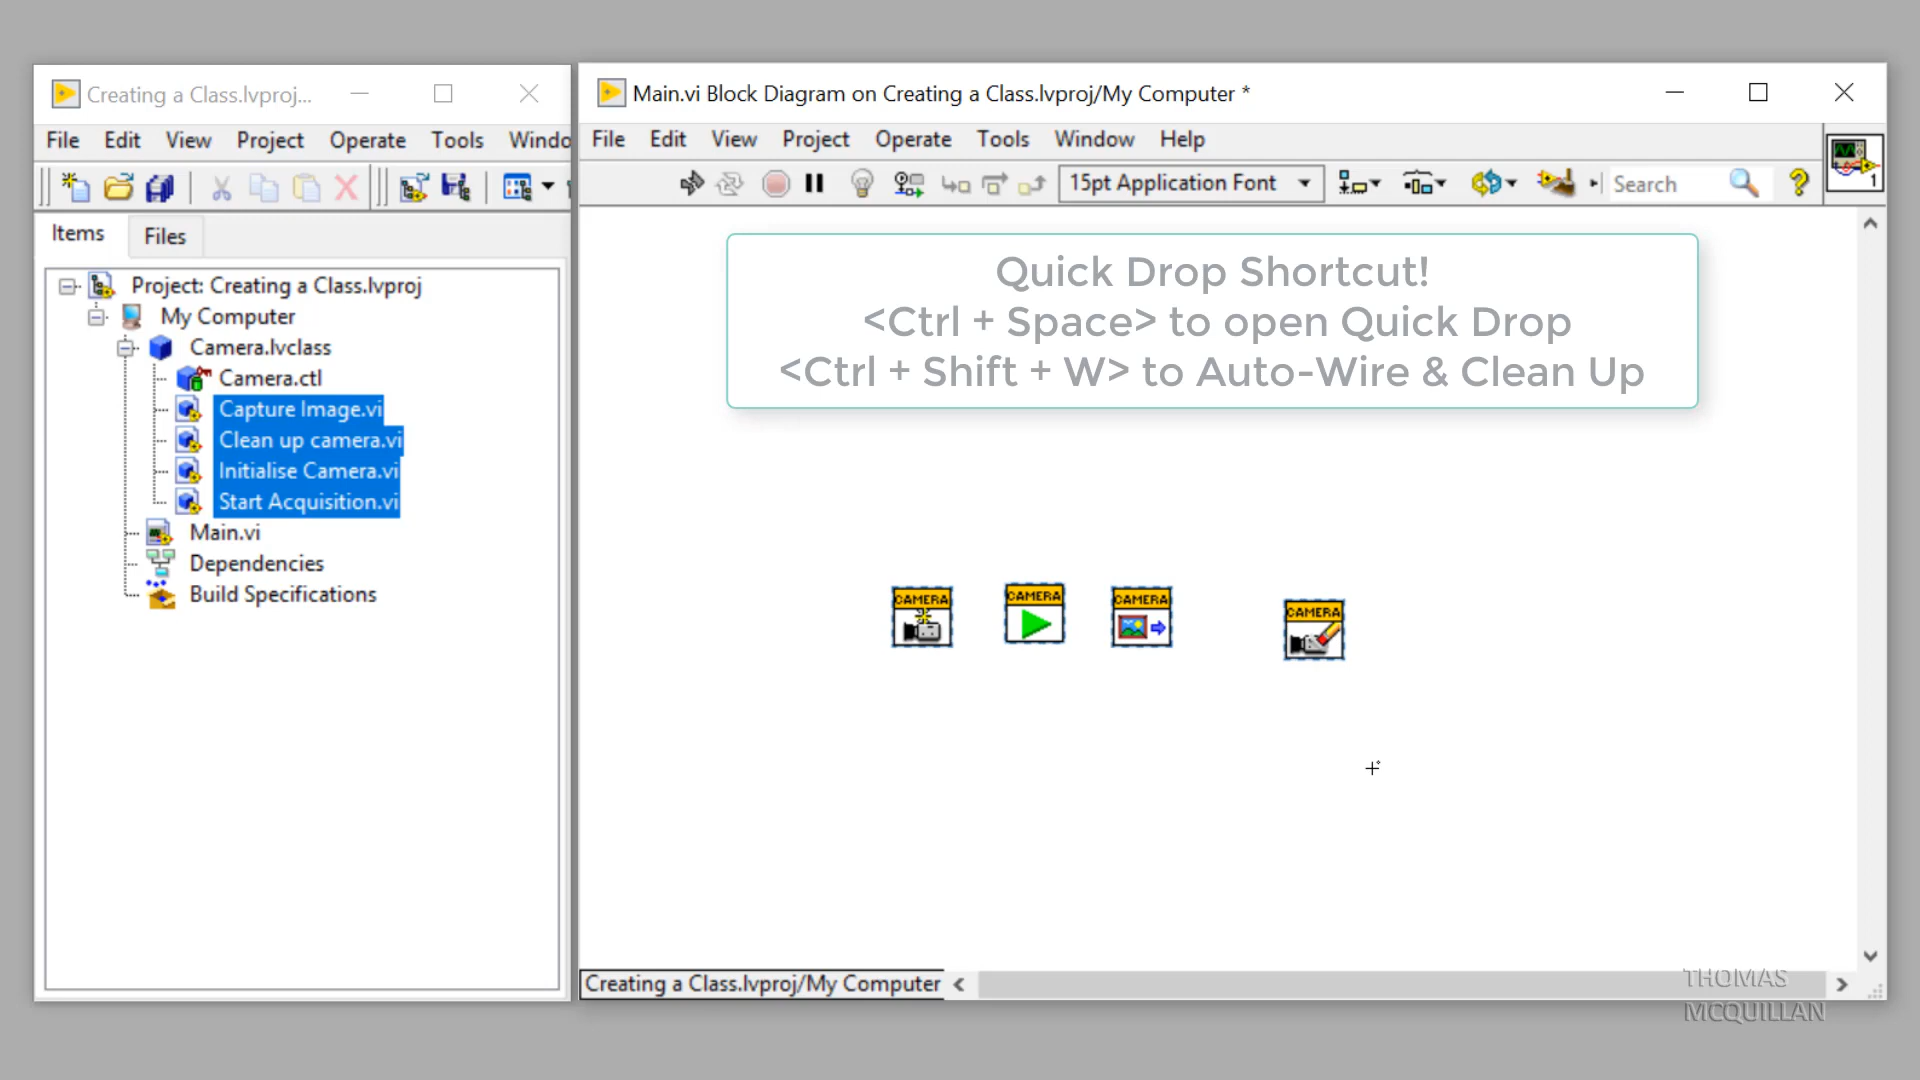 Creating a Class.lvproj...
File Edit View Project Operate Tools Windo
Items Files
Project: Creating a Class.lvproj
My Computer
Camera.lvclass
Camera.ctl
Capture Image.vi
Clean up camera.vi
Initialise Camera.vi
Start Acquisition.vi
Main.vi
Dependencies
Build Specifications
Main.vi Block Diagram on Creating a Class.lvproj/My Computer *
File Edit View Project Operate Tools Window Help
15pt Application Font Search ? 1
Quick Drop Shortcut!
<Ctrl + Space> to open Quick Drop
<Ctrl + Shift + W> to Auto-Wire & Clean Up
CAMERA CAMERA CAMERA CAMERA
Creating a Class.lvproj/My Computer
THOMAS
MCQUILLAN